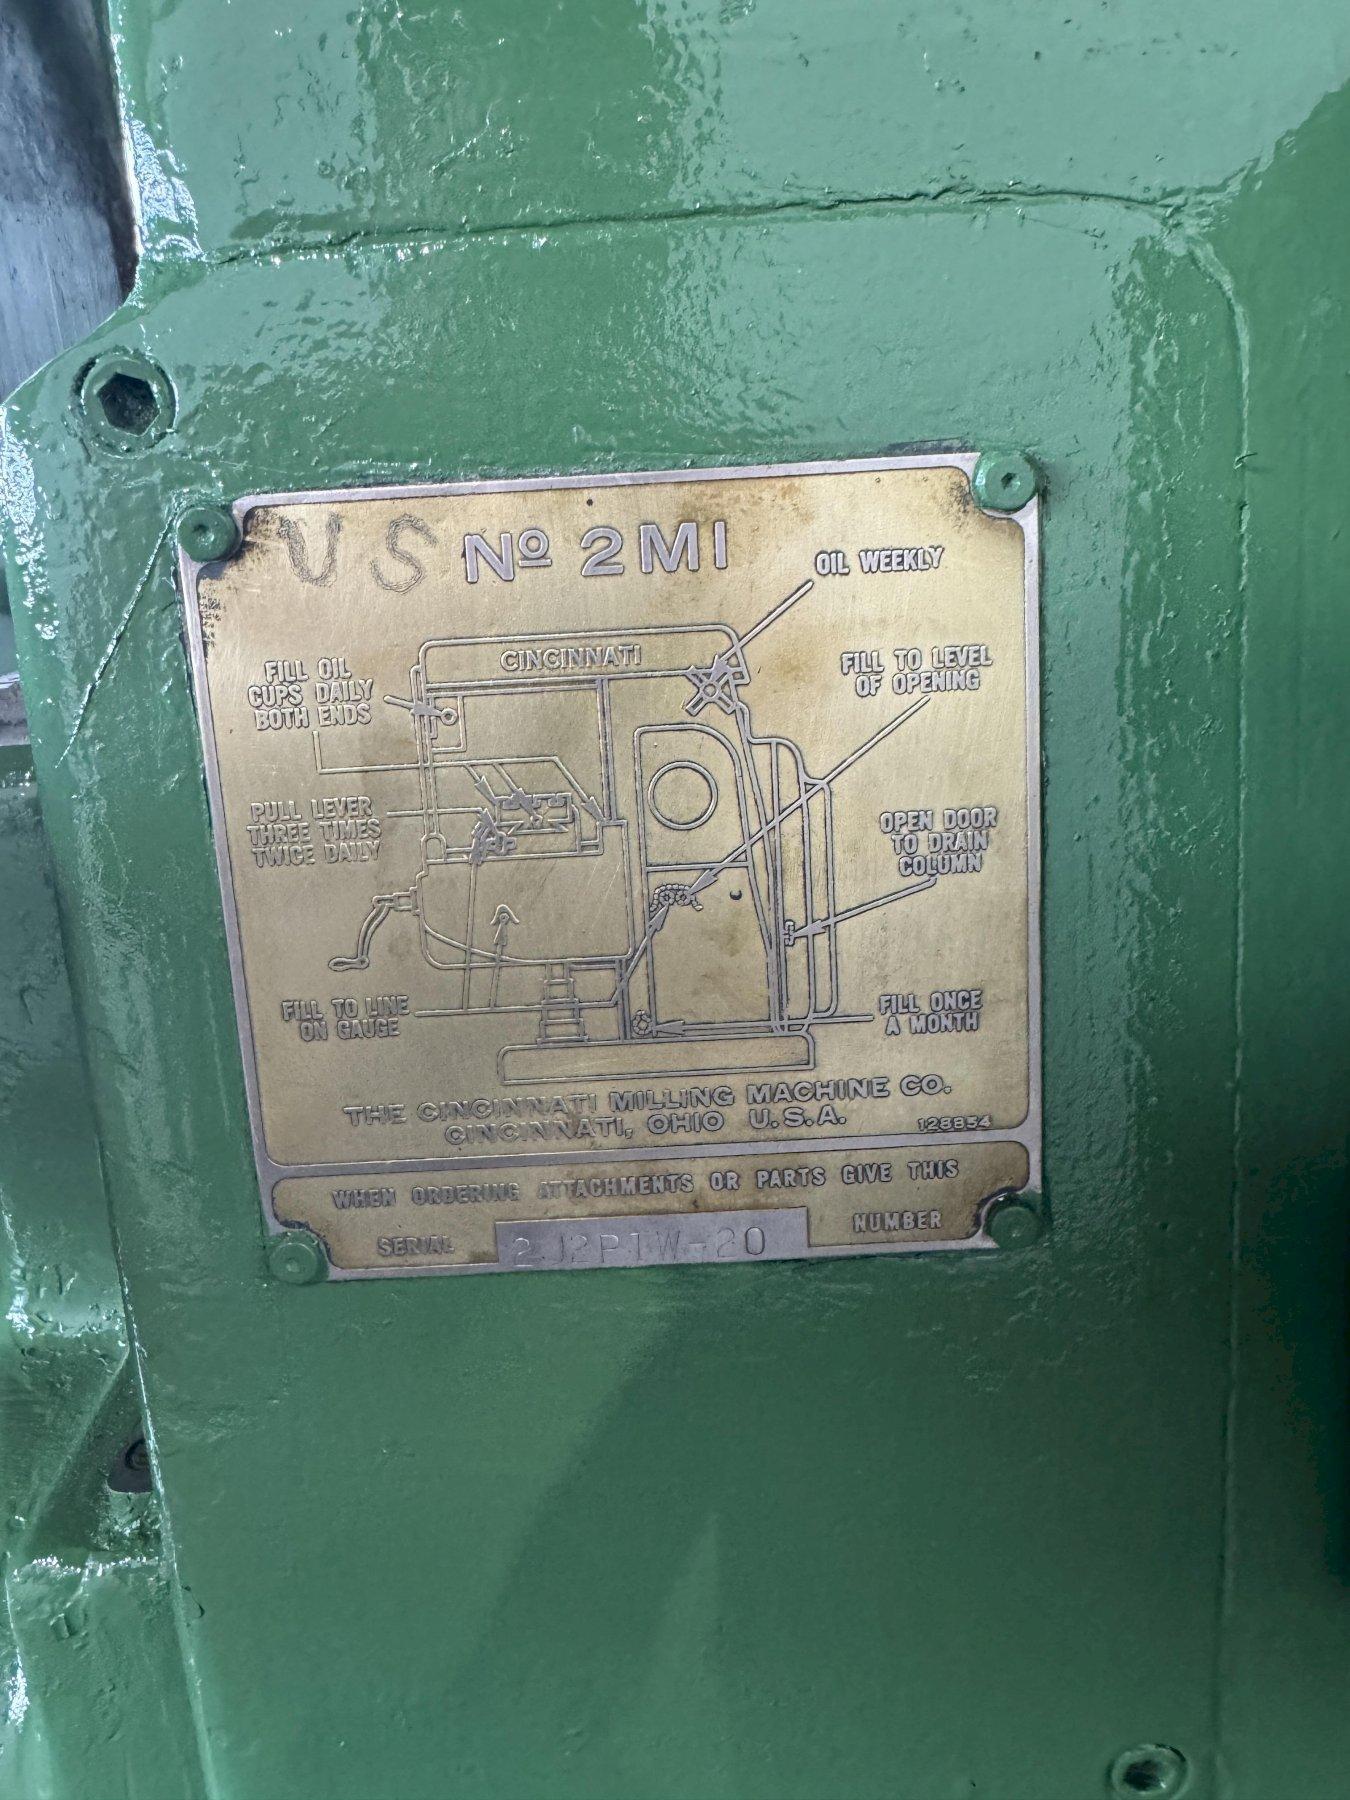 US
Nº 2MI
OIL WEEKLY
CINCINNATI
FILL OIL
CUPS DAILY
BOTH ENDS
FILL TO LEVEL
OF OPENING
PULL LEVER
THREE TIMES
TWICE DAILY
OPEN DOOR
TO DRAIN
COLUMN
FILL TO LINE
ON GAUGE
FILL ONCE
A MONTH
THE CINCINNATI MILLING MACHINE CO.
CINCINNATI, OHIO U.S.A.
128854
WHEN ORDERING ATTACHMENTS OR PARTS GIVE THIS
SERIAL 2J2P1W-20 NUMBER